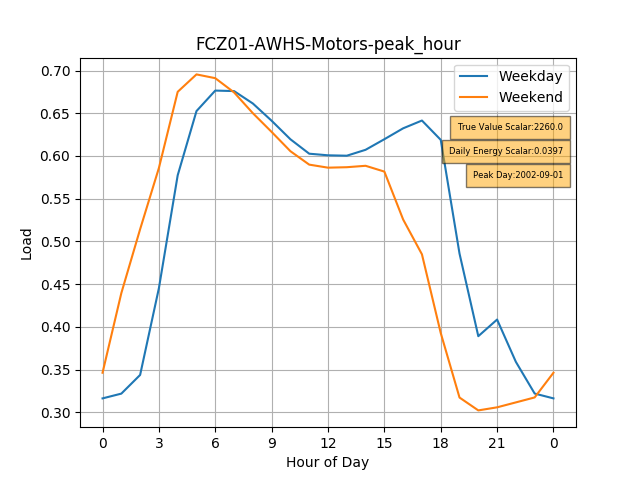 FCZ01-AWHS-Motors-peak_hour
Weekday
Weekend
True Value Scalar:2260.0
Daily Energy Scalar:0.0397
Peak Day:2002-09-01
Load
0.70
0.65
0.60
0.55
0.50
0.45
0.40
0.35
0.30
0 3 6 9 12 15 18 21 0
Hour of Day